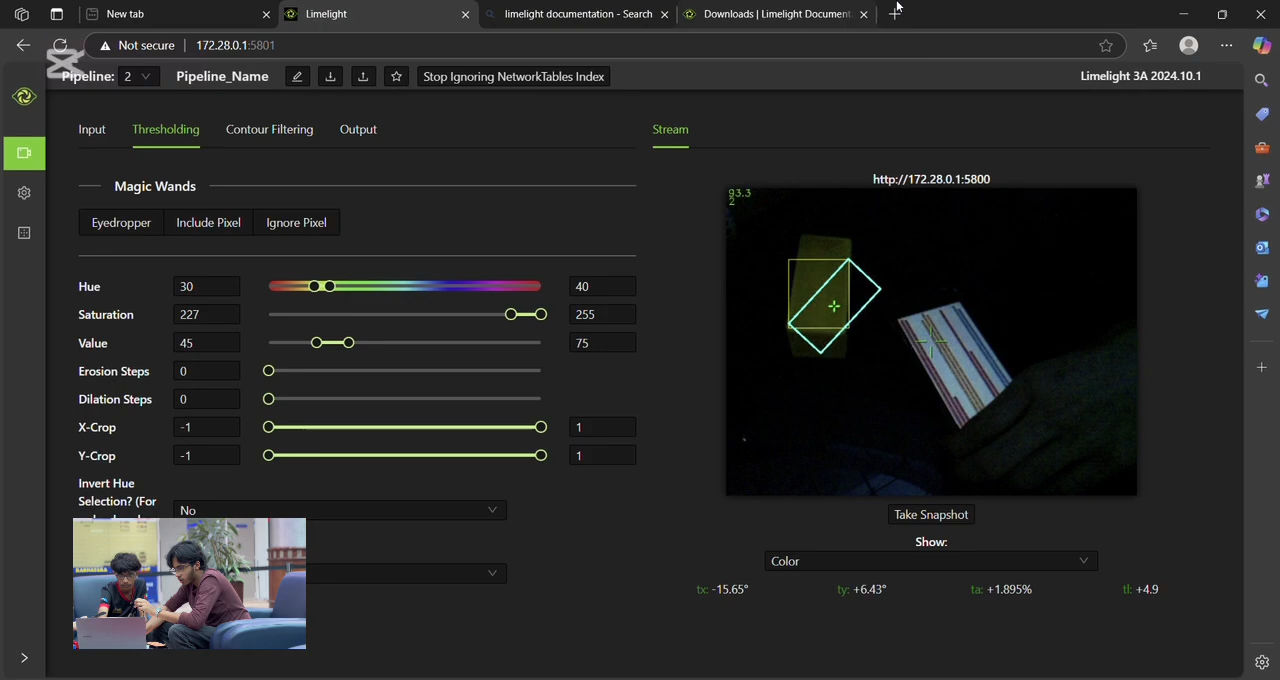 New tab
Limelight
limelight documentation - Search
Downloads | Limelight Document
Not secure
172.28.0.1:5801
Pipeline: 2
Pipeline_Name
Stop Ignoring NetworkTables Index
Limelight 3A 2024.10.1
Input
Thresholding
Contour Filtering
Output
Stream
Magic Wands
Eyedropper
Include Pixel
Ignore Pixel
Hue 30 40
Saturation 227 255
Value 45 75
Erosion Steps 0
Dilation Steps 0
X-Crop -1 1
Y-Crop -1 1
Invert Hue
Selection? (For
No
http://172.28.0.1:5800
93.3
2
Take Snapshot
Show:
Color
tx: -15.65°
ty: +6.43°
ta: +1.895%
tl: +4.9